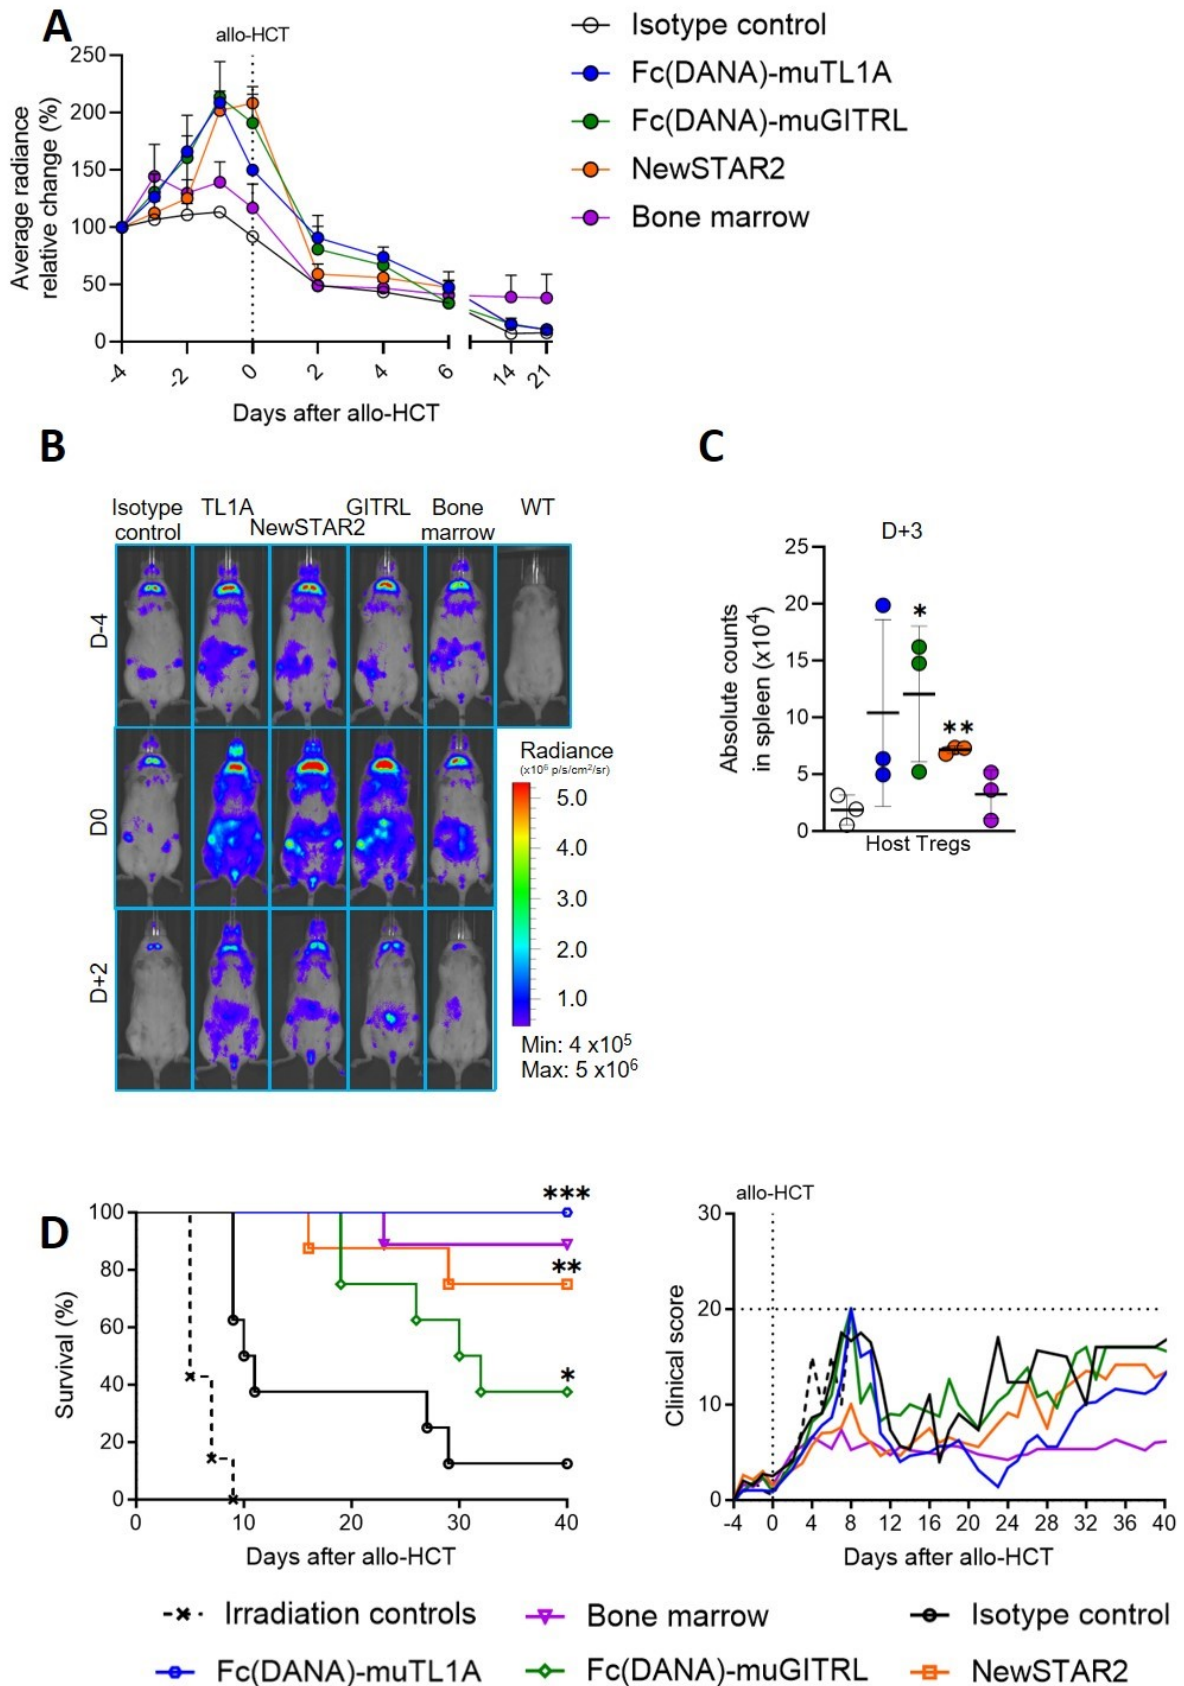 A
allo-HCT
Average radiance
relative change (%)
250
200
150
100
50
0
-4
-2
0
2
4
6
14
21
Days after allo-HCT
Isotype control
Fc(DANA)-muTL1A
Fc(DANA)-muGITRL
NewSTAR2
Bone marrow
B
Isotype
control
TL1A
NewSTAR2
GITRL
Bone
marrow
WT
D-4
D0
D+2
Radiance
(x10⁶ p/s/cm²/sr)
5.0
4.0
3.0
2.0
1.0
Min: 4 x10⁵
Max: 5 x10⁶
C
D+3
Absolute counts
in spleen (x10⁴)
25
20
15
10
5
0
*
**
Host Tregs
D
Survival (%)
100
80
60
40
20
0
0
10
20
30
40
***
**
*
Days after allo-HCT
allo-HCT
Clinical score
30
20
10
0
-4
0
4
8
12
16
20
24
28
32
36
40
Days after allo-HCT
Irradiation controls
Bone marrow
Isotype control
Fc(DANA)-muTL1A
Fc(DANA)-muGITRL
NewSTAR2